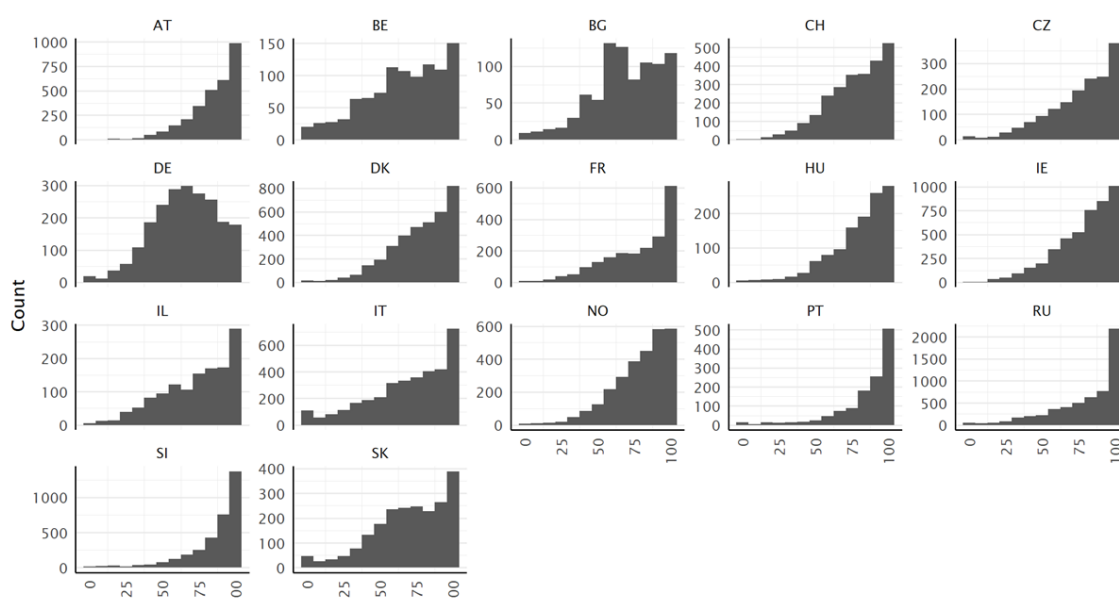 AT BE BG CH CZ
1000 750 500 250 0
150 100 50 0
100 50 0
500 400 300 200 100 0
300 200 100 0
DE DK FR HU IE
300 200 100 0
800 600 400 200 0
600 400 200 0
200 100 0
1000 750 500 250 0
Count
IL IT NO PT RU
300 200 100 0
600 400 200 0
600 400 200 0
500 400 300 200 100 0
2000 1500 1000 500 0
0 25 50 75 100
0 25 50 75 100
0 25 50 75 100
SI SK
1000 500 0
400 300 200 100 0
0 25 50 75 00
0 25 50 75 00